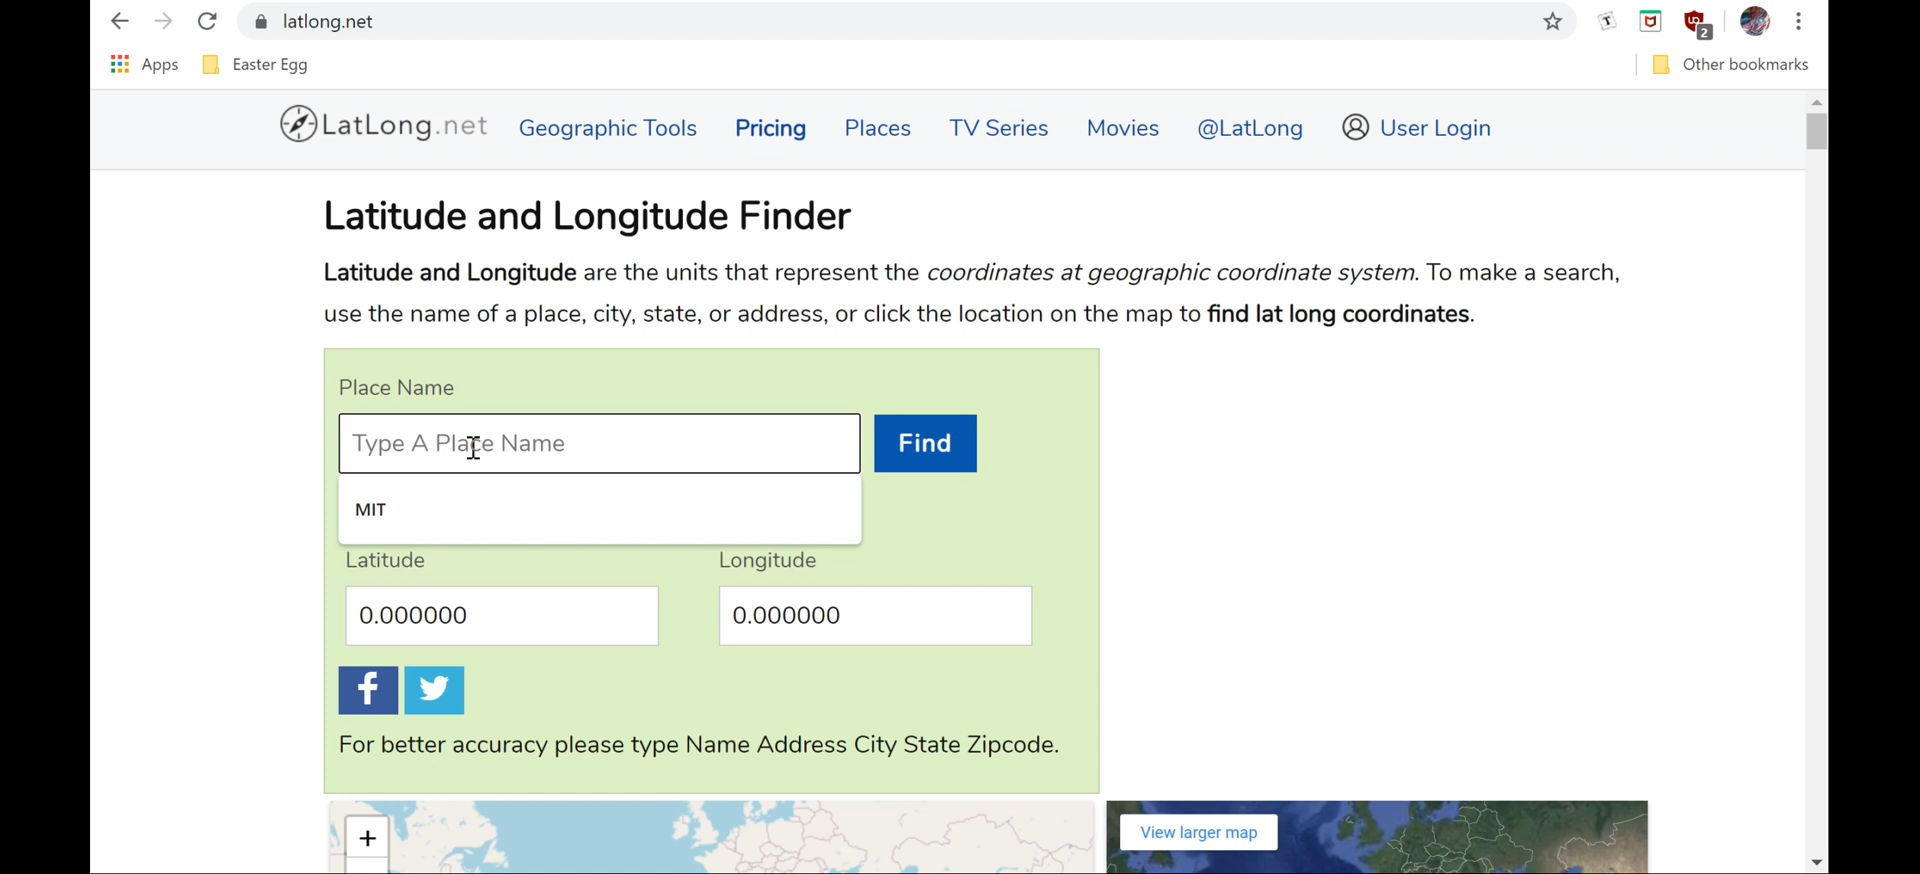 latlong.net
2
Apps Easter Egg Other bookmarks
LatLong.net Geographic Tools Pricing Places TV Series Movies @LatLong User Login
Latitude and Longitude Finder
Latitude and Longitude are the units that represent the coordinates at geographic coordinate system. To make a search,
use the name of a place, city, state, or address, or click the location on the map to find lat long coordinates.
Place Name
Type A Place Name Find
MIT
Latitude Longitude
0.000000 0.000000
For better accuracy please type Name Address City State Zipcode.
+ View larger map